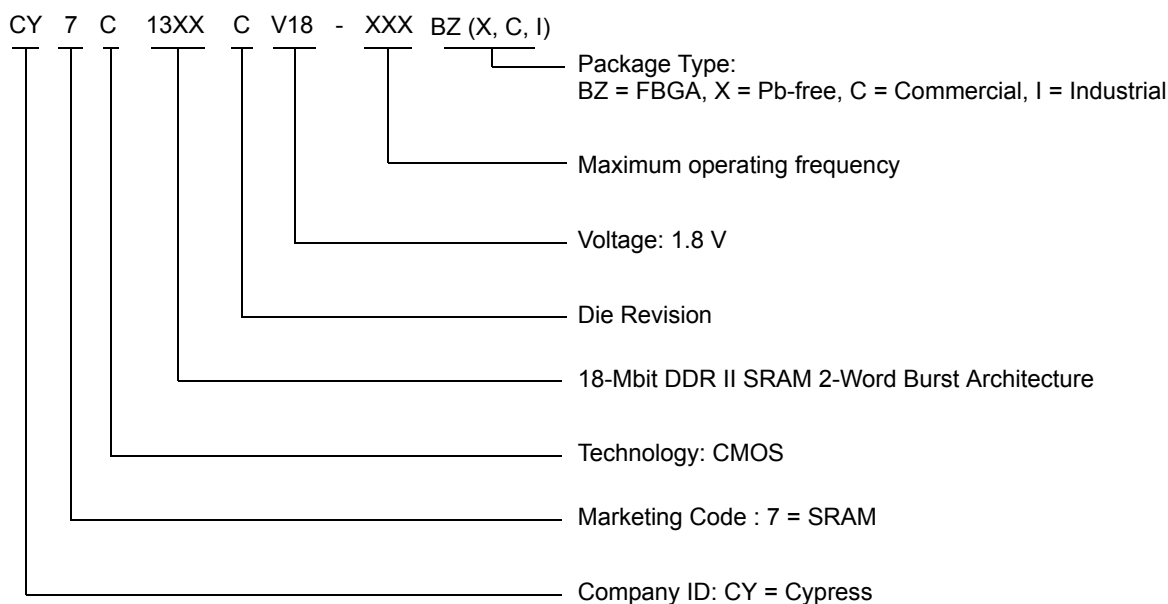 CY 7 C 13XX C V18 - XXX BZ (X, C, I)
Package Type:
BZ = FBGA, X = Pb-free, C = Commercial, I = Industrial
Maximum operating frequency
Voltage: 1.8 V
Die Revision
18-Mbit DDR II SRAM 2-Word Burst Architecture
Technology: CMOS
Marketing Code : 7 = SRAM
Company ID: CY = Cypress